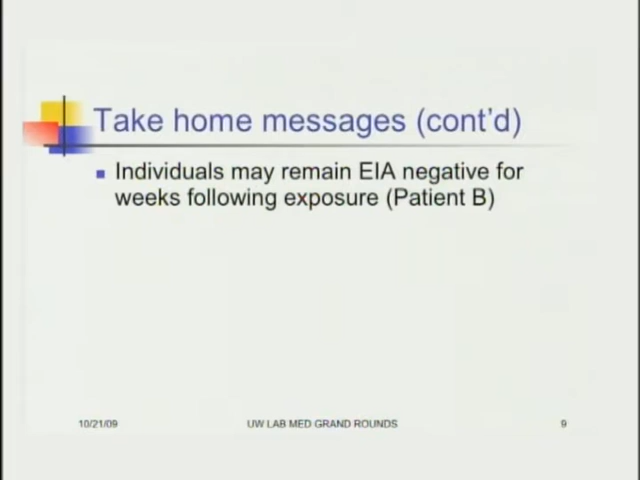 Take home messages (cont'd)
Individuals may remain EIA negative for
weeks following exposure (Patient B)
10/21/09
UW LAB MED GRAND ROUNDS
9